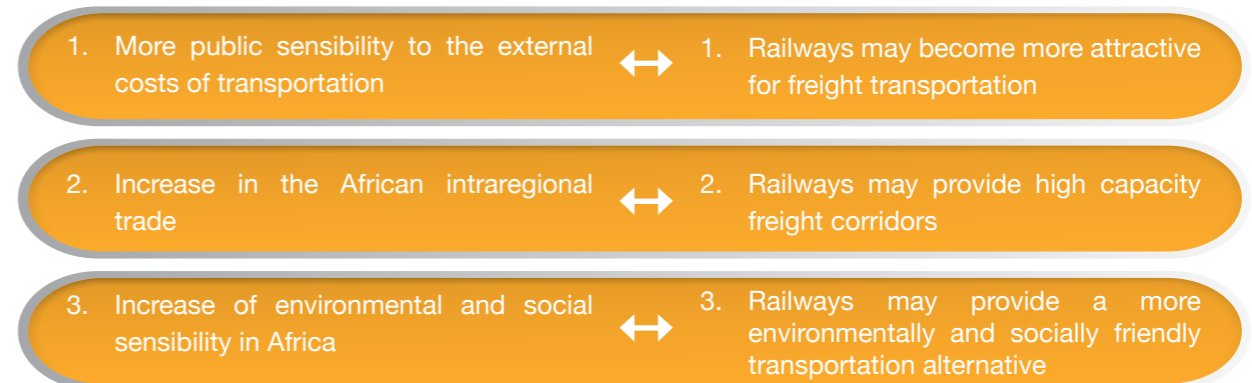 1. More public sensibility to the external
costs of transportation
1. Railways may become more attractive
for freight transportation
2. Increase in the African intraregional
trade
2. Railways may provide high capacity
freight corridors
3. Increase of environmental and social
sensibility in Africa
3. Railways may provide a more
environmentally and socially friendly
transportation alternative